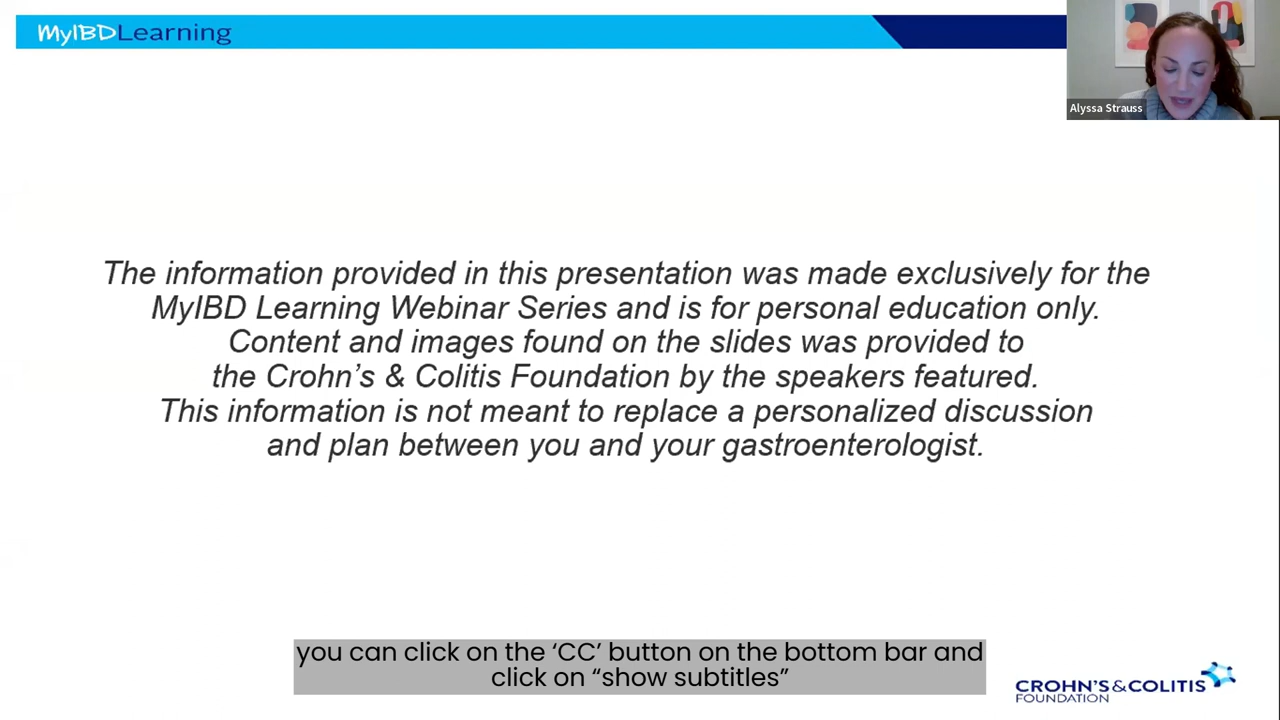 MyIBDLearning
Alyssa Strauss
The information provided in this presentation was made exclusively for the
MyIBD Learning Webinar Series and is for personal education only.
Content and images found on the slides was provided to
the Crohn’s & Colitis Foundation by the speakers featured.
This information is not meant to replace a personalized discussion
and plan between you and your gastroenterologist.
you can click on the ‘CC’ button on the bottom bar and
click on “show subtitles”
CROHN’S & COLITIS
FOUNDATION